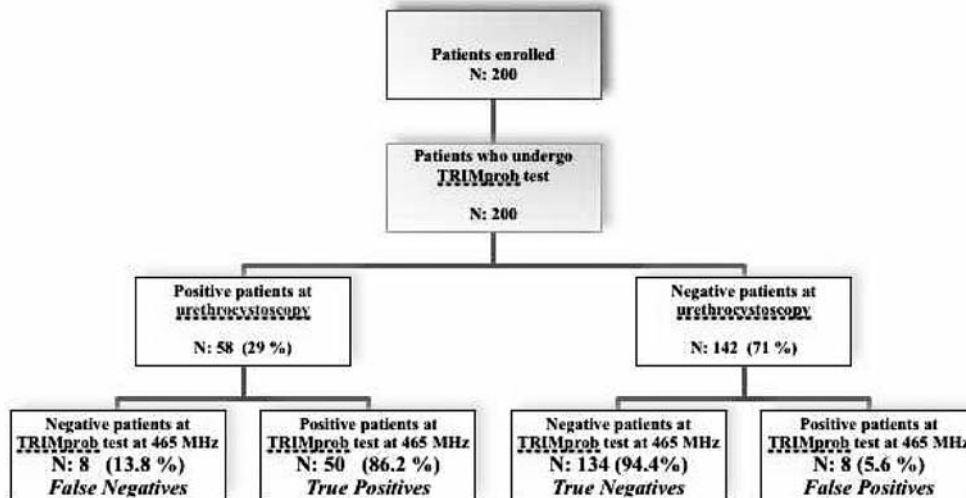 Patients enrolled
N: 200
Patients who undergo
TRIMprob test
N: 200
Positive patients at
urethrocystoscopy
N: 58 (29 %)
Negative patients at
urethrocystoscopy
N: 142 (71 %)
Negative patients at
TRIMprob test at 465 MHz
N: 8 (13.8 %)
False Negatives
Positive patients at
TRIMprob test at 465 MHz
N: 50 (86.2 %)
True Positives
Negative patients at
TRIMprob test at 465 MHz
N: 134 (94.4%)
True Negatives
Positive patients at
TRIMprob test at 465 MHz
N: 8 (5.6 %)
False Positives